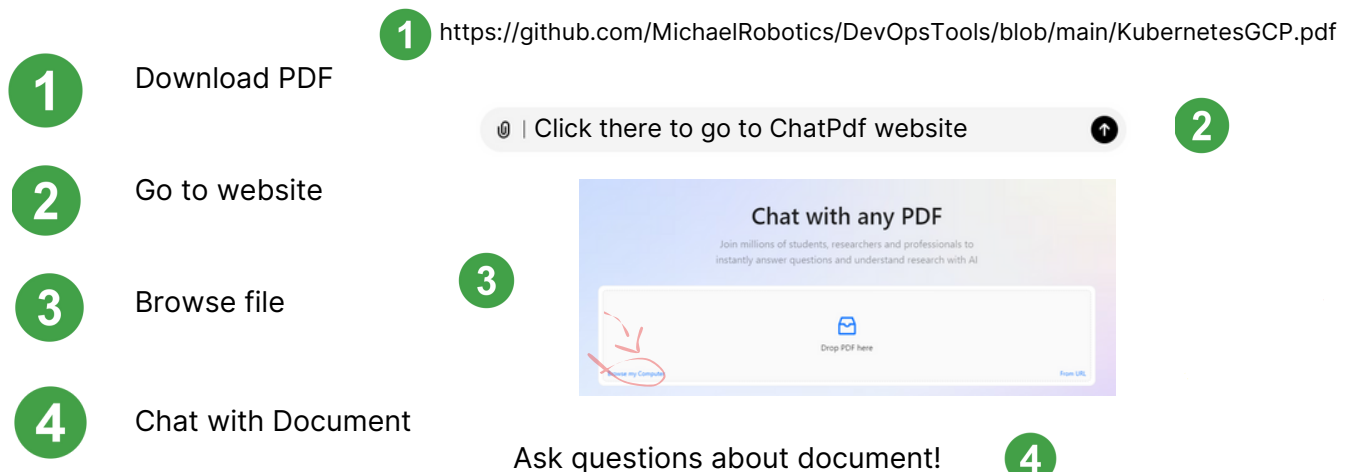 1 https://github.com/MichaelRobotics/DevOpsTools/blob/main/KubernetesGCP.pdf
1 Download PDF
Click there to go to ChatPdf website 2
2 Go to website
Chat with any PDF
Join millions of students, researchers and professionals to
instantly answer questions and understand research with AI
3 Browse file
3
Drop PDF here
Browse my Computer
From URL
4 Chat with Document
Ask questions about document! 4